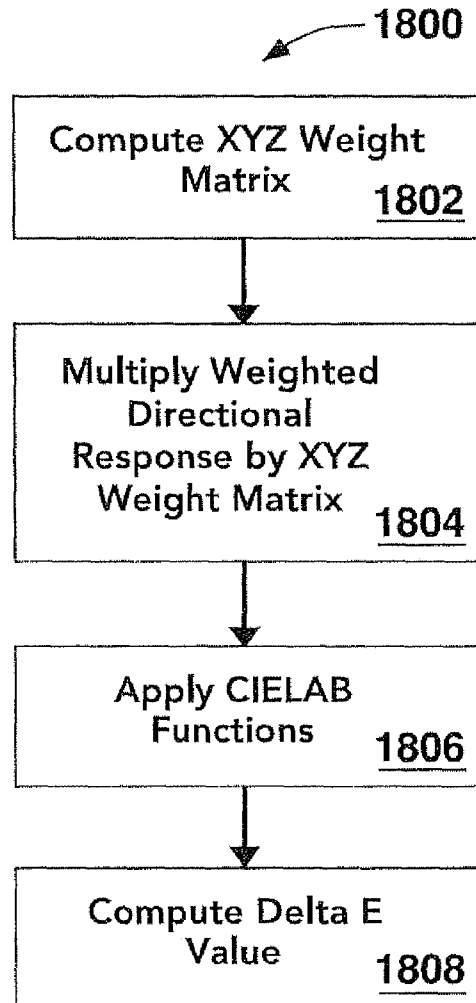 1800
Compute XYZ Weight
Matrix
1802
Multiply Weighted
Directional
Response by XYZ
Weight Matrix
1804
Apply CIELAB
Functions
1806
Compute Delta E
Value
1808